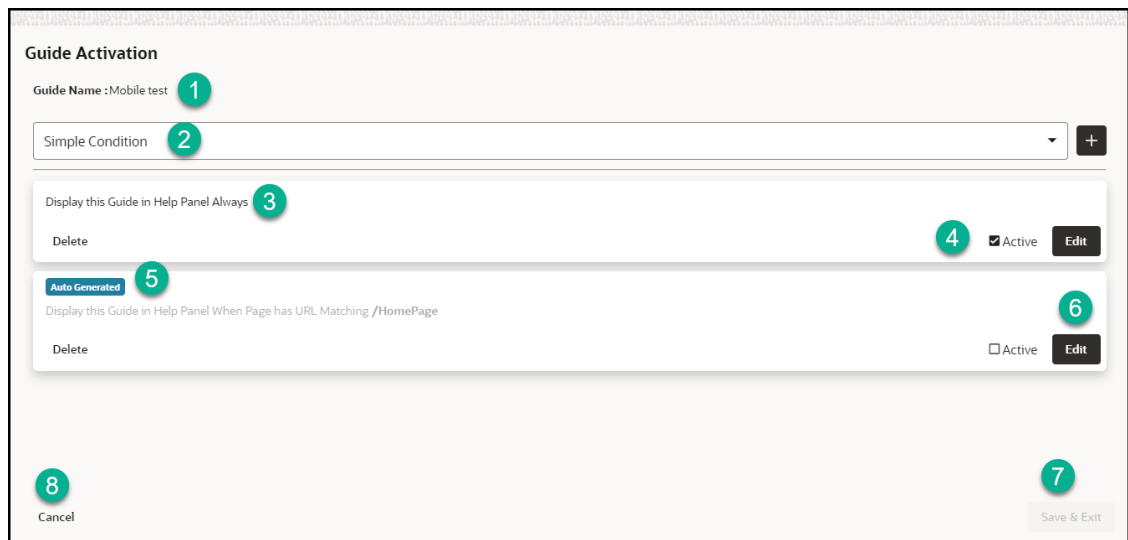 Guide Activation
Guide Name : Mobile test 1
Simple Condition 2 +
Display this Guide in Help Panel Always 3
Delete 4 Active Edit
Auto Generated 5
Display this Guide in Help Panel When Page has URL Matching /HomePage 6
Delete Active Edit
8 7
Cancel Save & Exit